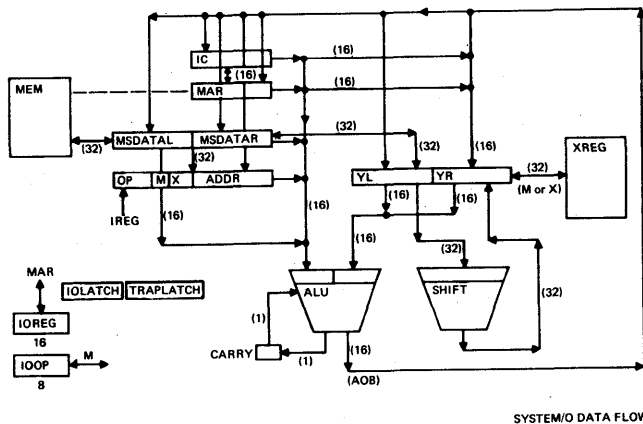 IC
(16)
(16)
MEM
MAR
(16)
(32)
MSDATAL MSDATAR
(32)
(32)
(32)
(16)
XREG
OP M X ADDR
YL YR
(32)
(M or X)
IREG
(16)
(16)
(16)
(16)
(16)
(32)
MAR
IOLATCH TRAPLATCH
ALU
SHIFT
(32)
IOREG
16
(1)
CARRY
(1)
(16)
IOOP
M
8
(AOB)
SYSTEM/O DATA FLOW